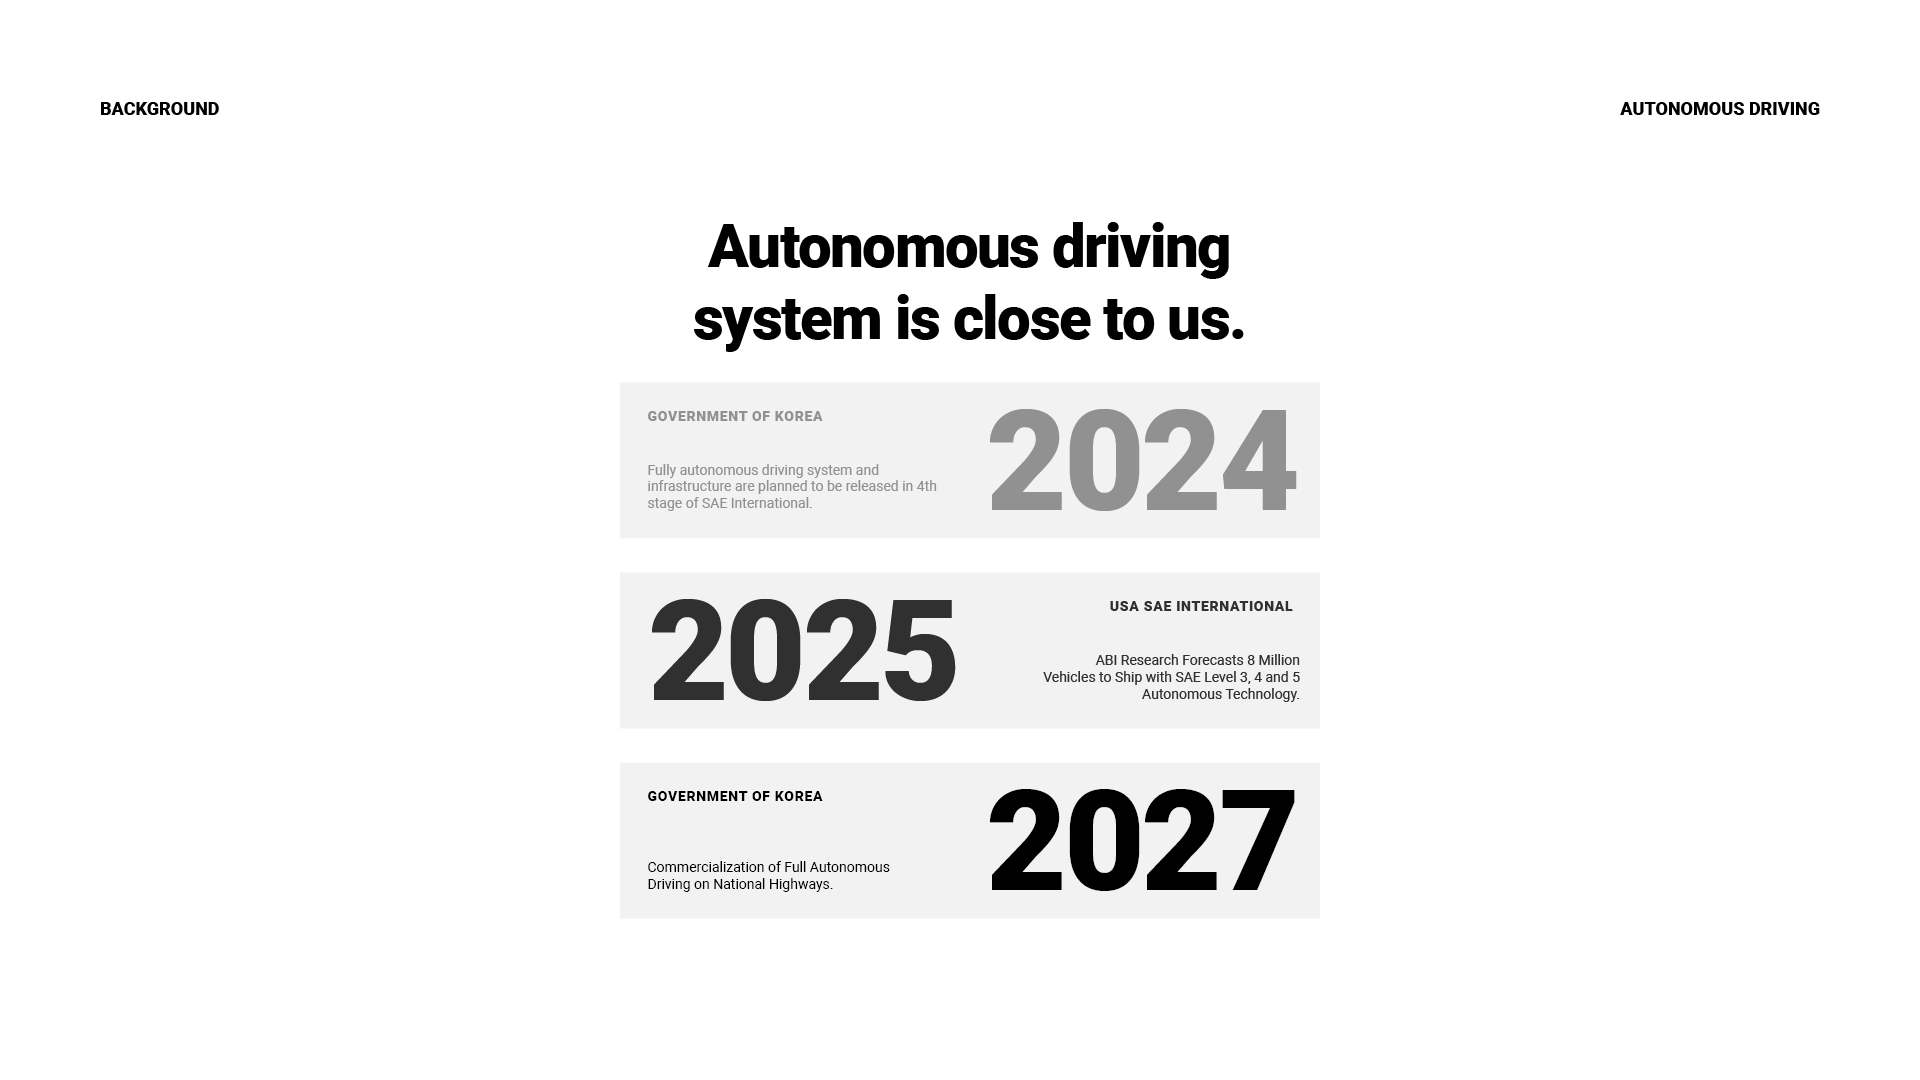 BACKGROUND
AUTONOMOUS DRIVING
Autonomous driving
system is close to us.
GOVERNMENT OF KOREA
Fully autonomous driving system and
infrastructure are planned to be released in 4th
stage of SAE International.
2024
2025
USA SAE INTERNATIONAL
ABI Research Forecasts 8 Million
Vehicles to Ship with SAE Level 3, 4 and 5
Autonomous Technology.
GOVERNMENT OF KOREA
Commercialization of Full Autonomous
Driving on National Highways.
2027